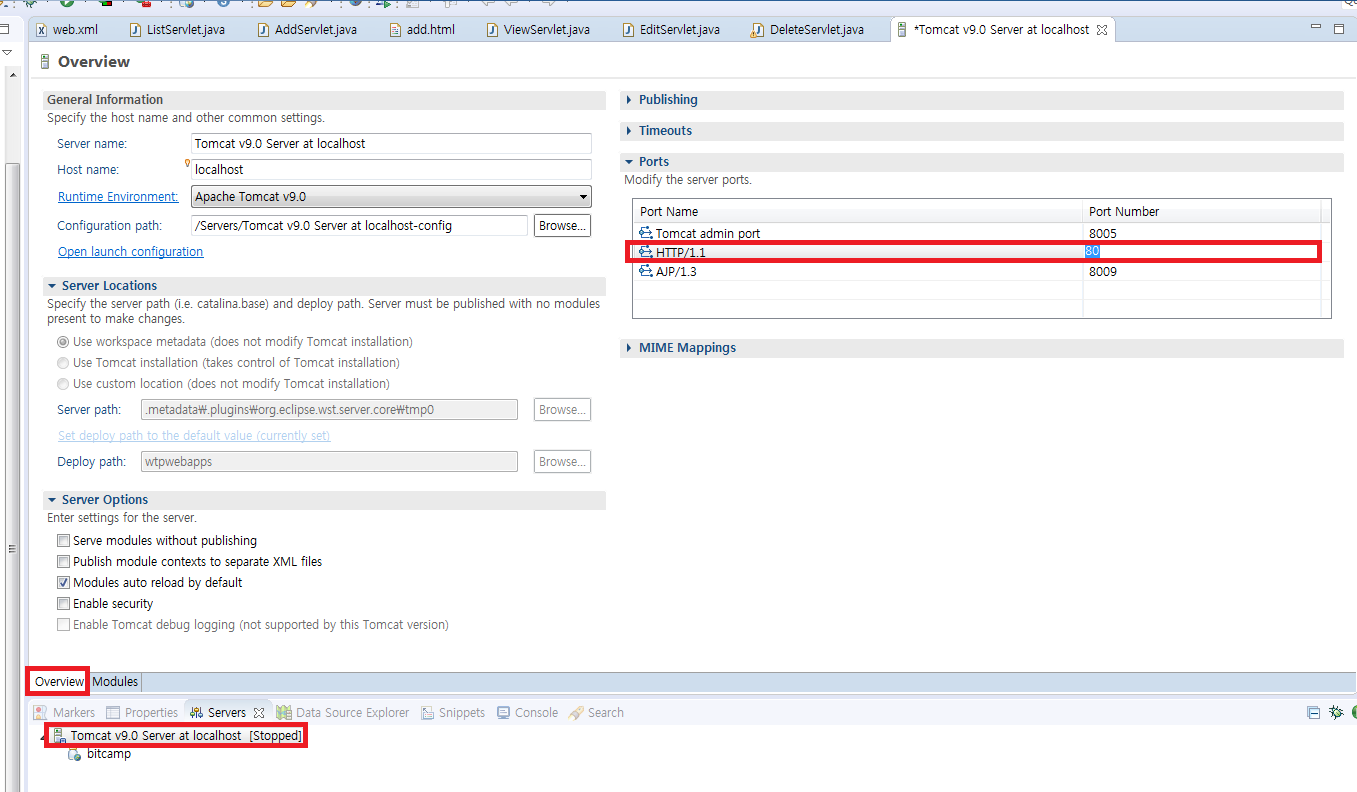 web.xml ListServlet.java AddServlet.java add.html ViewServlet.java EditServlet.java DeleteServlet.java *Tomcat v9.0 Server at localhost
Overview
General Information
Specify the host name and other common settings.
Server name: Tomcat v9.0 Server at localhost
Host name: localhost
Runtime Environment: Apache Tomcat v9.0
Configuration path: /Servers/Tomcat v9.0 Server at localhost-config Browse...
Open launch configuration
Server Locations
Specify the server path (i.e. catalina.base) and deploy path. Server must be published with no modules
present to make changes.
Use workspace metadata (does not modify Tomcat installation)
Use Tomcat installation (takes control of Tomcat installation)
Use custom location (does not modify Tomcat installation)
Server path: .metadata₩.plugins₩org.eclipse.wst.server.core₩tmp0 Browse...
Set deploy path to the default value (currently set)
Deploy path: wtpwebapps Browse...
Server Options
Enter settings for the server.
Serve modules without publishing
Publish module contexts to separate XML files
Modules auto reload by default
Enable security
Enable Tomcat debug logging (not supported by this Tomcat version)
Publishing
Timeouts
Ports
Modify the server ports.
Port Name Port Number
Tomcat admin port 8005
HTTP/1.1 80
AJP/1.3 8009
MIME Mappings
Overview Modules
Markers Properties Servers Data Source Explorer Snippets Console Search
Tomcat v9.0 Server at localhost [Stopped]
bitcamp